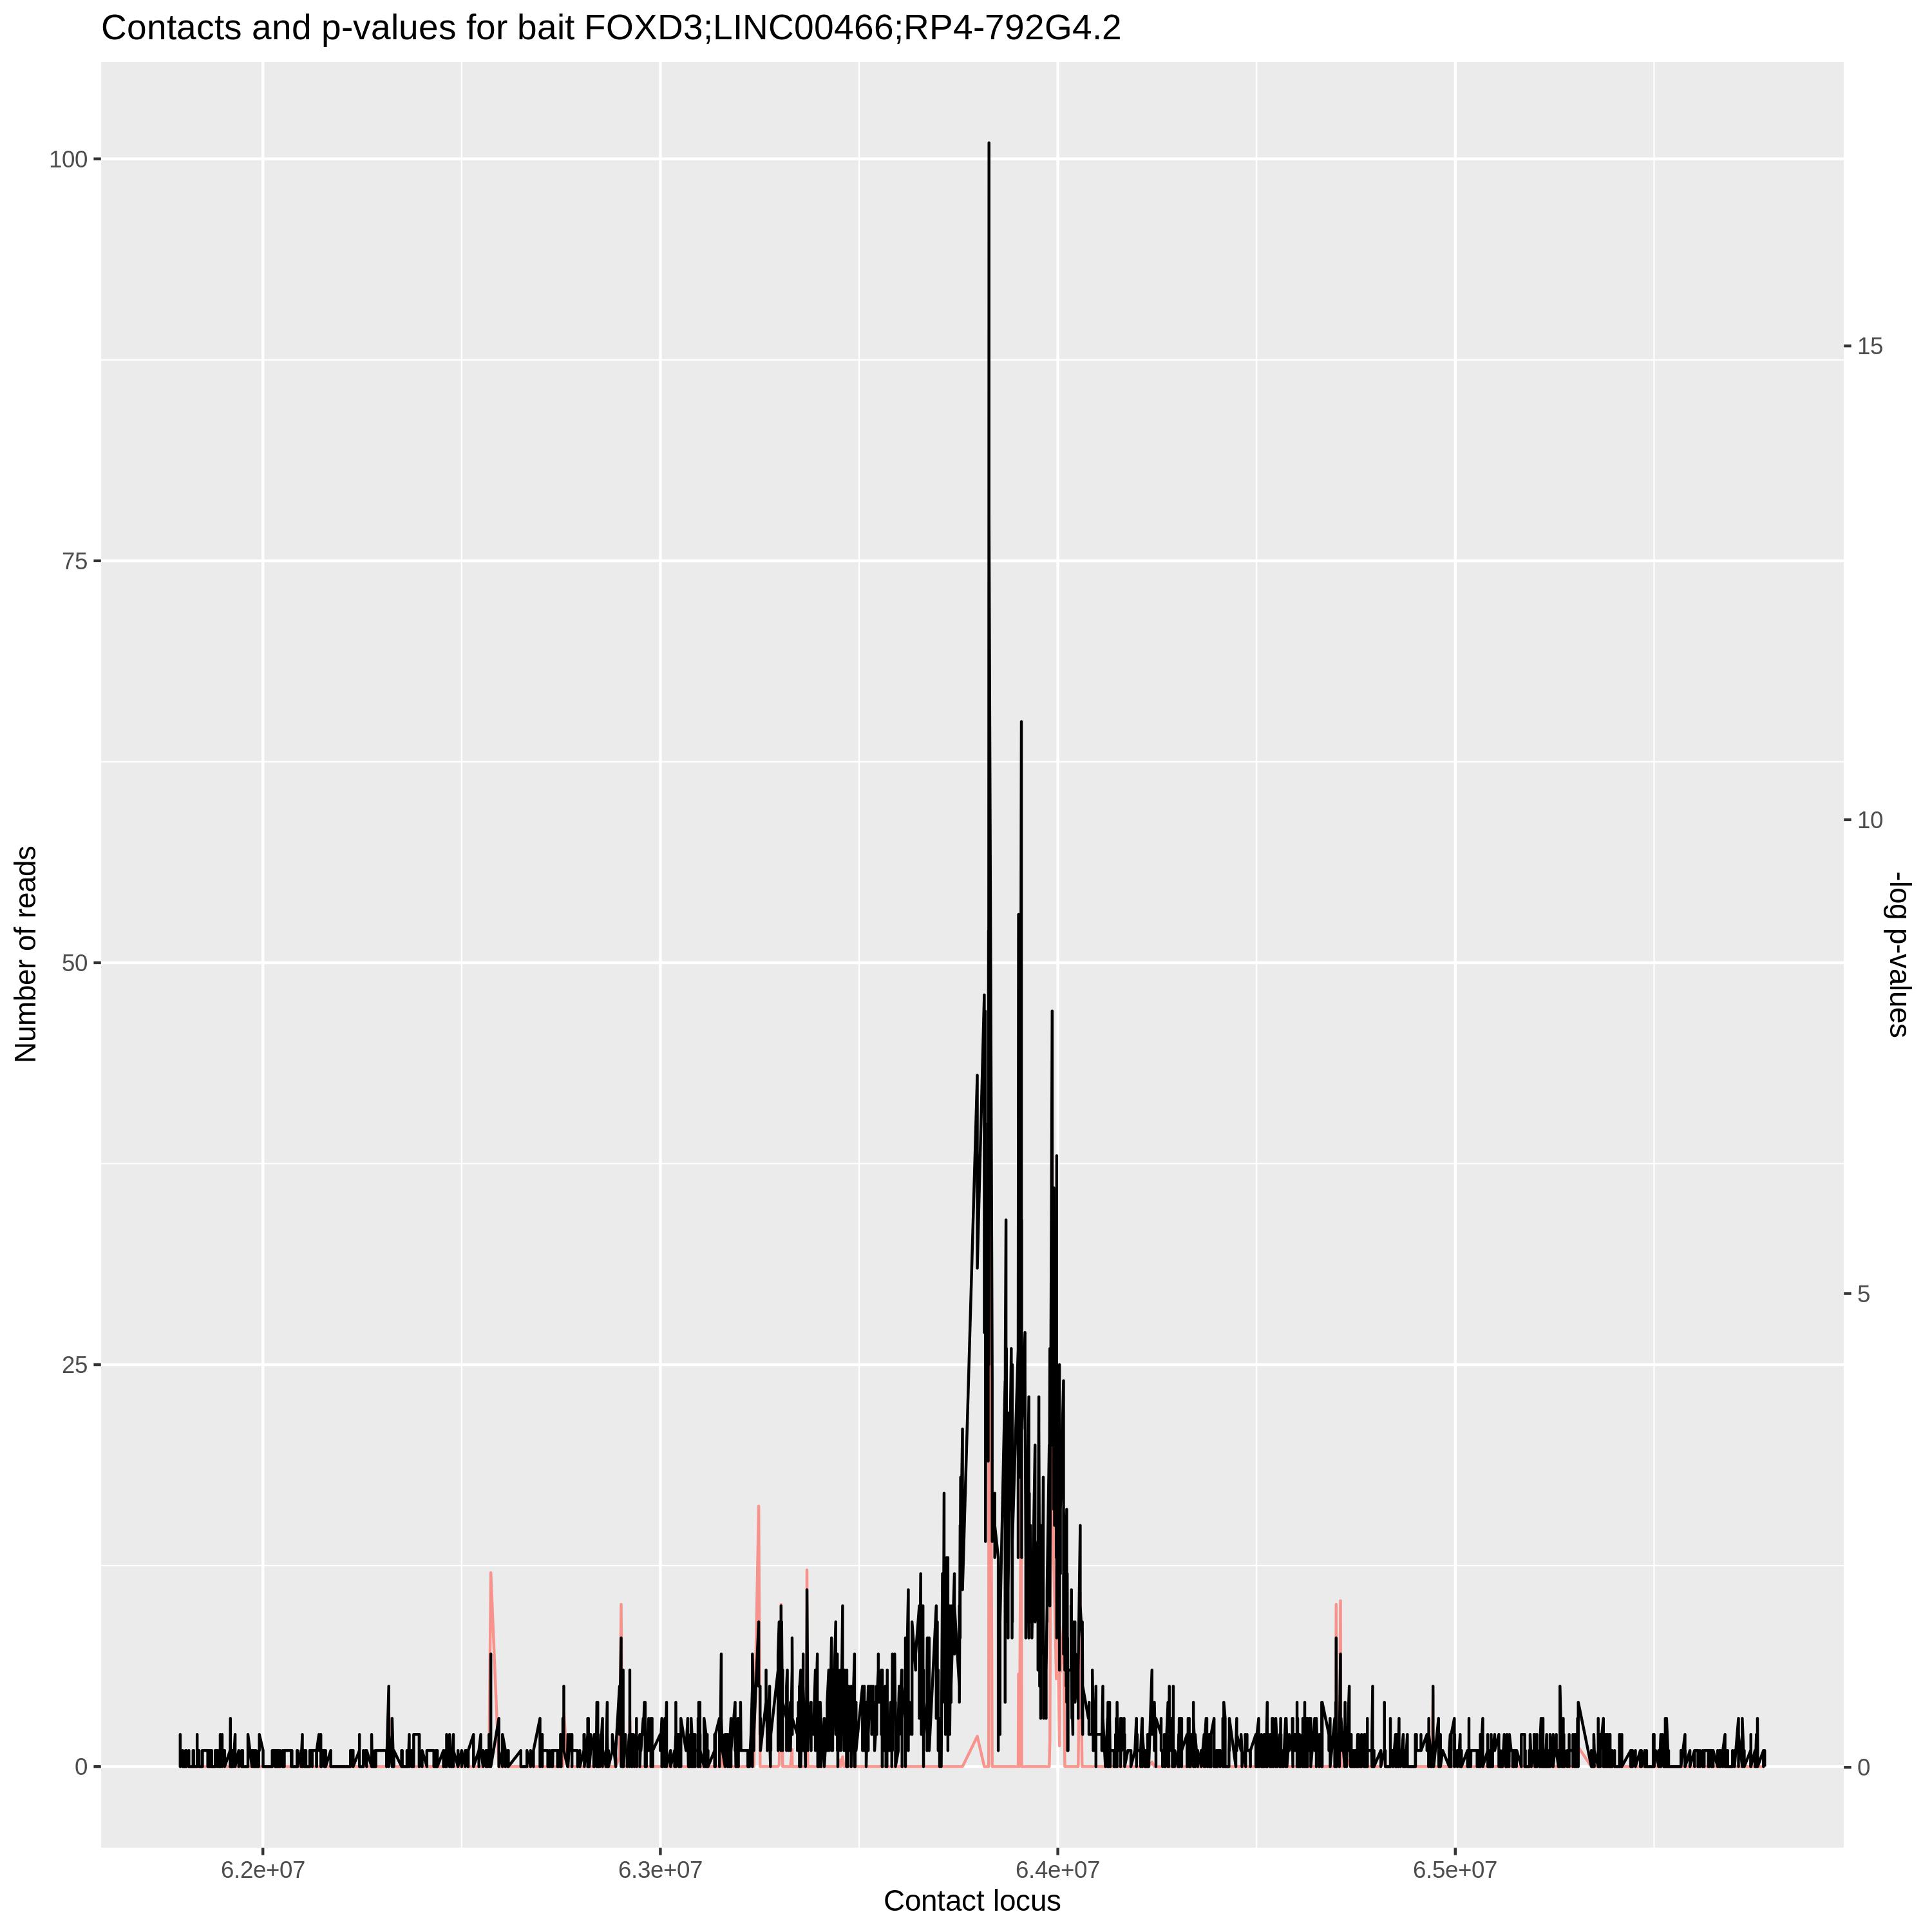 Contacts and p-values for bait FOXD3;LINC00466;RP4-792G4.2
100
75
50
25
0
Number of reads
15
10
5
0
-log p-values
6.2e+07
6.3e+07
6.4e+07
6.5e+07
Contact locus